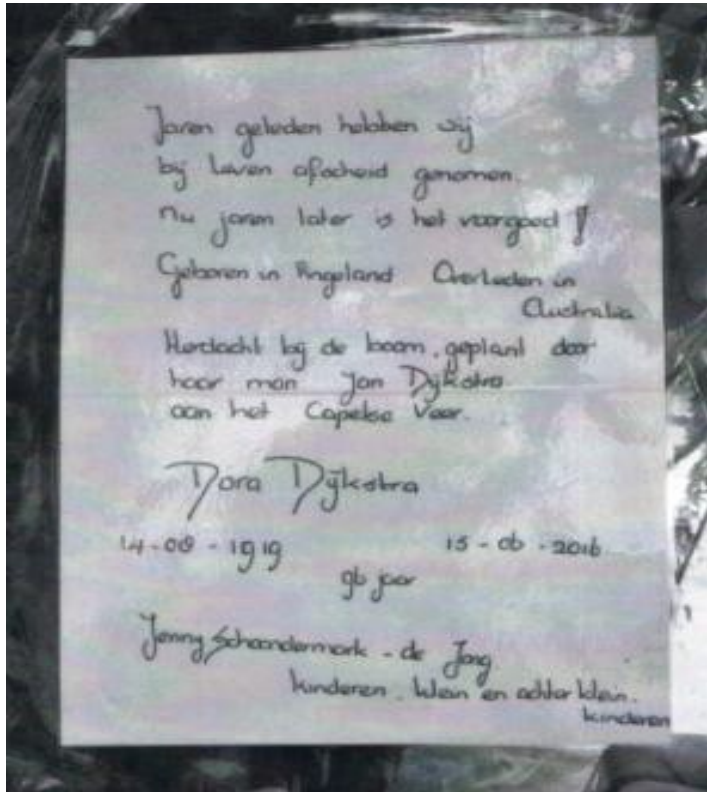 Jaren geleden hebben wij
bij leven afscheid genomen.
nu jaren later is het voorgoed !
Geboren in Engeland Overleden in
Australia
Herdacht bij de boom, geplant door
haar man Jan Dijkstra
aan het Capelse Veer.
Dora Dijkstra
14-08-1919 15-06-2016
96 jaar
Jenny Schoondermark - de Jong
kinderen, klein en achterklein.
kinderen